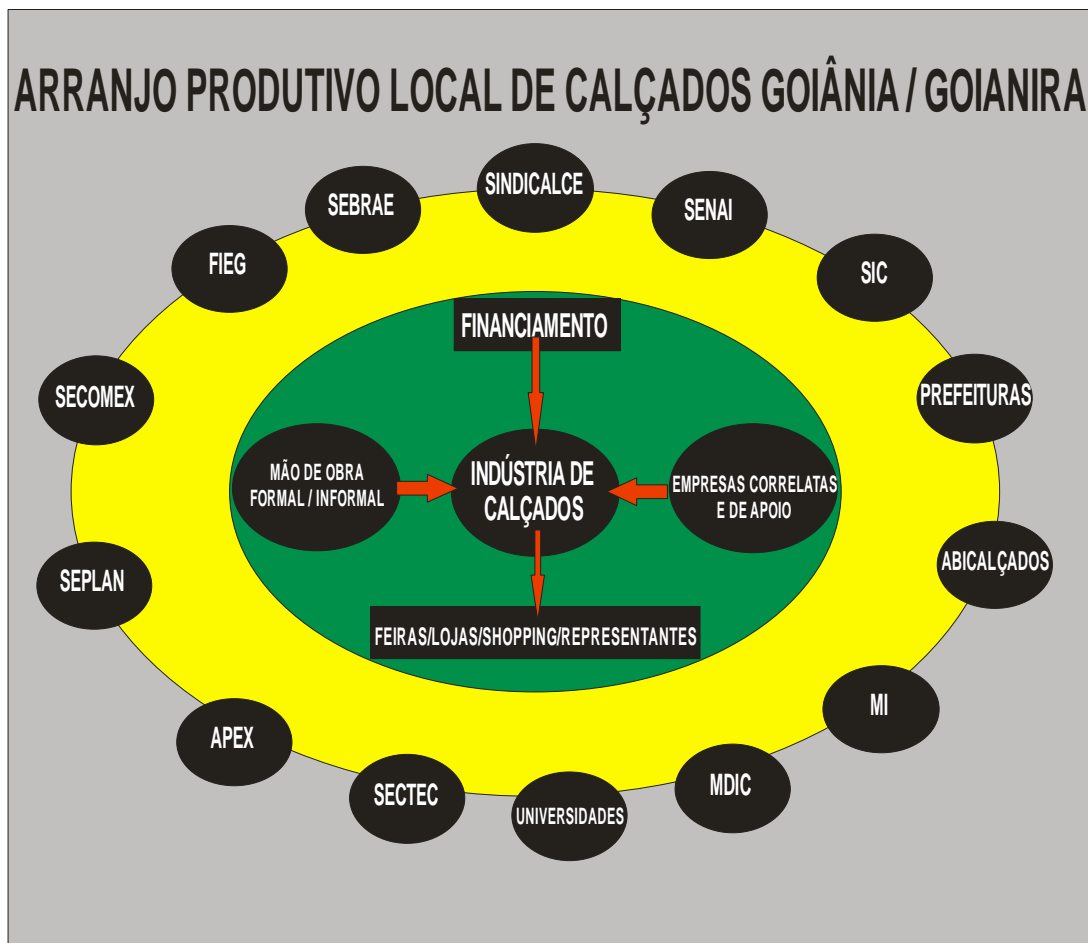 ARRANJO PRODUTIVO LOCAL DE CALÇADOS GOIÂNIA / GOIANIRA
SINDICALCE
SEBRAE
SENAI
FIEG
SIC
FINANCIAMENTO
SECOMEX
PREFEITURAS
MÃO DE OBRA
FORMAL / INFORMAL
INDÚSTRIA DE
CALÇADOS
EMPRESAS CORRELATAS
E DE APOIO
SEPLAN
ABICALÇADOS
FEIRAS/LOJAS/SHOPPING/REPRESENTANTES
MI
APEX
MDIC
SECTEC
UNIVERSIDADES